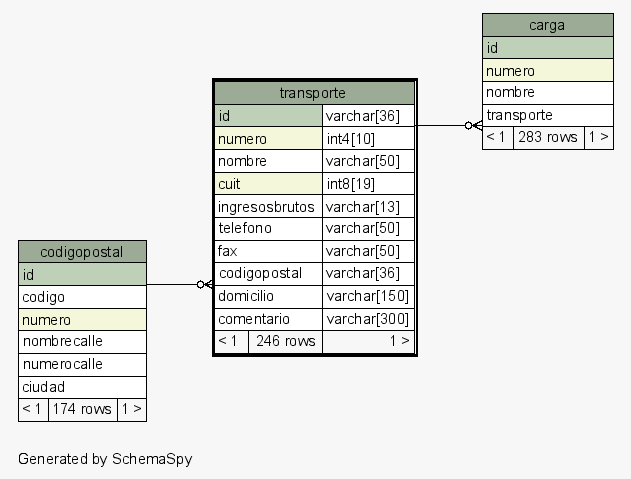 carga
id
numero
nombre
transporte
< 1 283 rows 1 >
transporte
id varchar[36]
numero int4[10]
nombre varchar[50]
cuit int8[19]
ingresosbrutos varchar[13]
telefono varchar[50]
fax varchar[50]
codigopostal varchar[36]
domicilio varchar[150]
comentario varchar[300]
< 1 246 rows 1 >
codigopostal
id
codigo
numero
nombrecalle
numerocalle
ciudad
< 1 174 rows 1 >
Generated by SchemaSpy